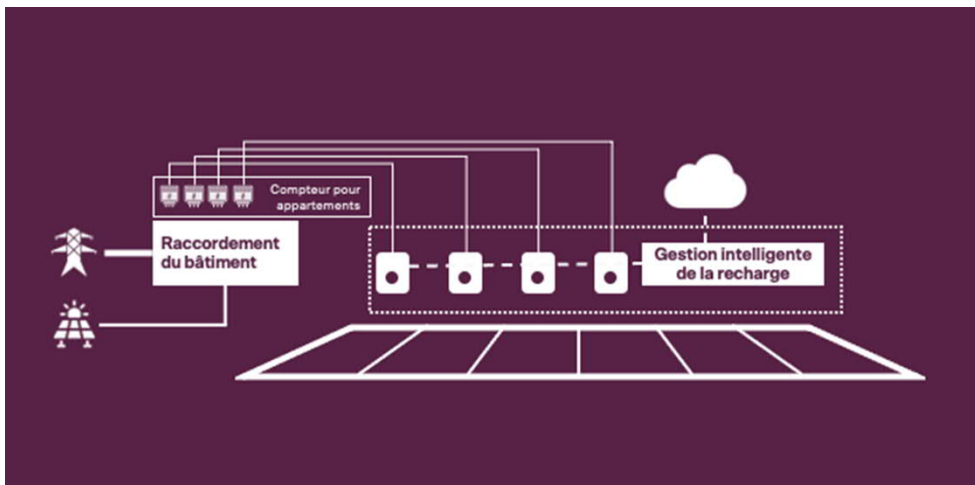 Compteur pour
appartements
Raccordement
du bâtiment
Gestion intelligente
de la recharge